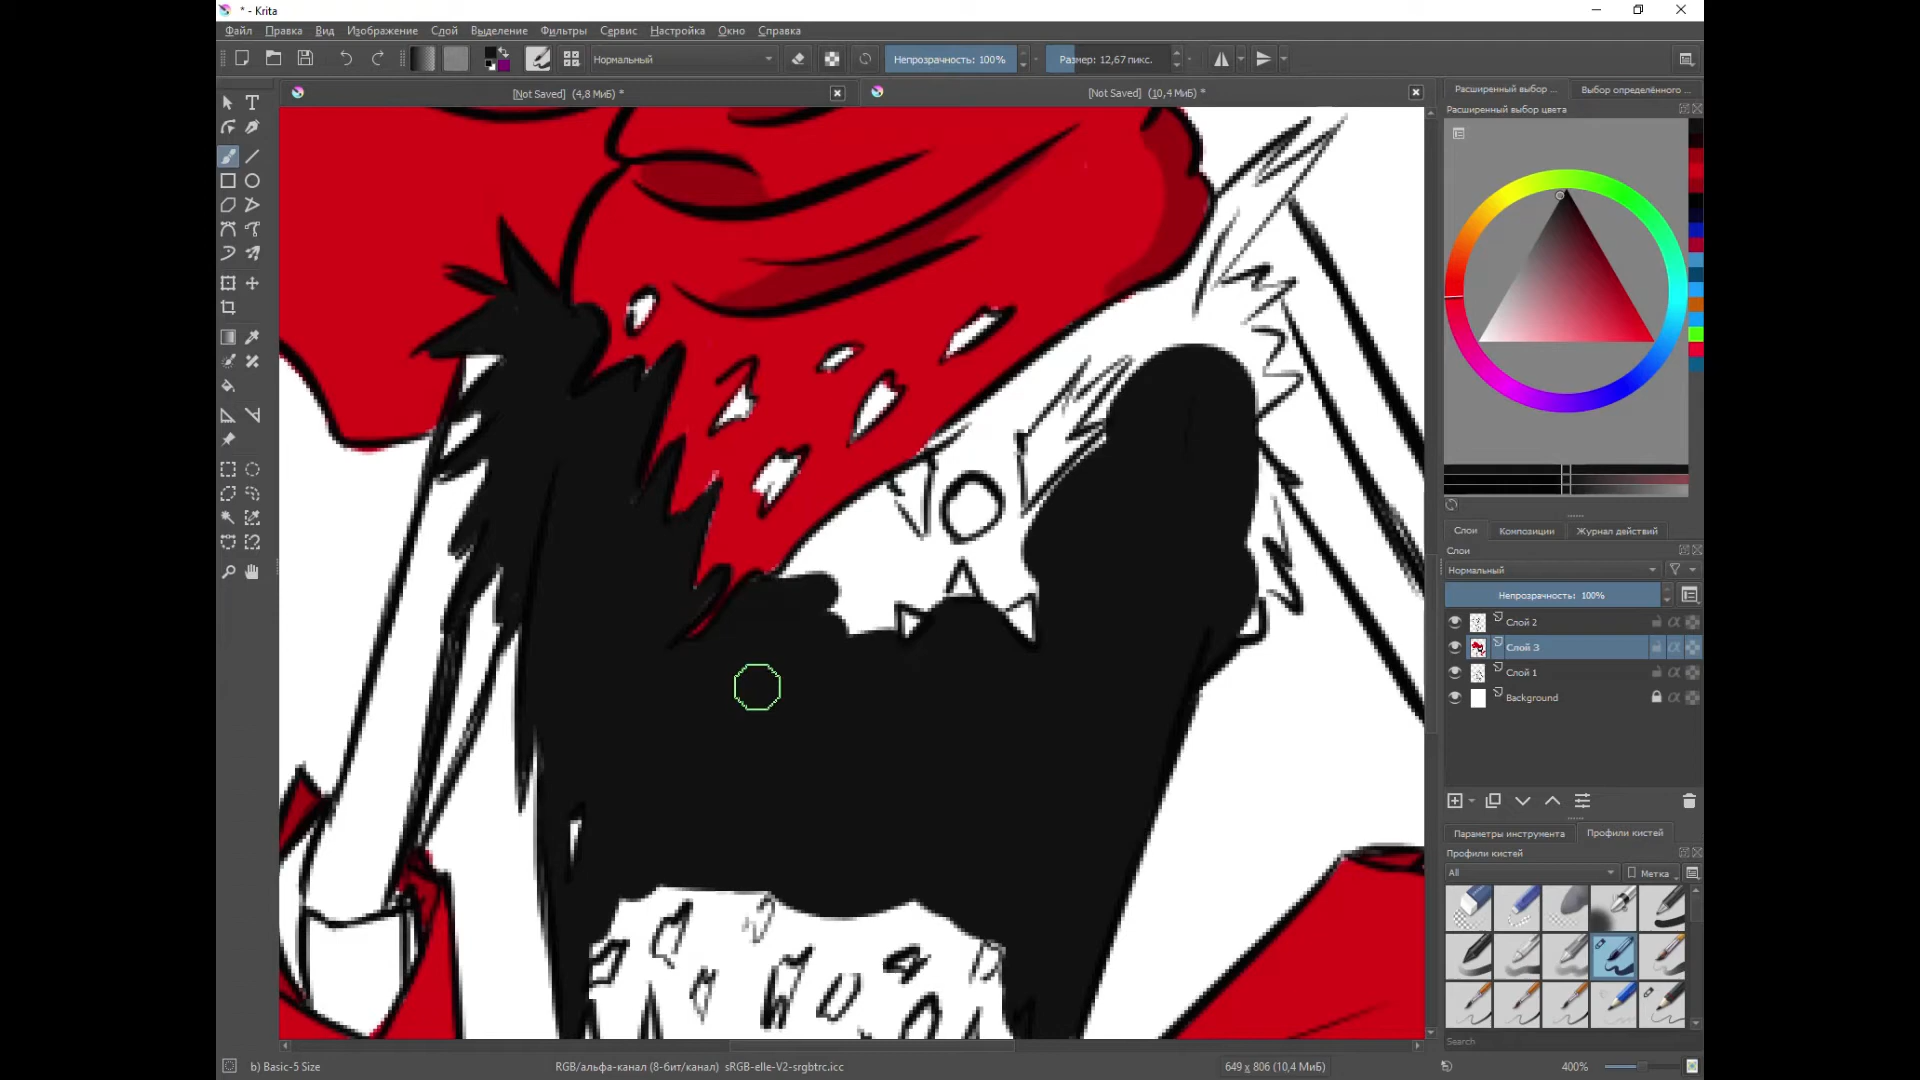 * - Krita
Файл Правка Вид Изображение Слой Выделение Фильтры Сервис Настройка Окно Справка
Нормальный Непрозрачность: 100% Размер: 12,67 пикс.
[Not Saved] (4,8 МиБ) * [Not Saved] (10,4 МиБ) *
Расширенный выбор ... Выбор определённого ...
Расширенный выбор цвета
Слои Композиции Журнал действий
Слои
Нормальный
Непрозрачность: 100%
Слой 2
Слой 3
Слой 1
Background
Параметры инструмента Профили кистей
Профили кистей
All Метка
Search
b) Basic-5 Size RGB/альфа-канал (8-бит/канал) sRGB-elle-V2-srgbtrc.icc 649 x 806 (10,4 МиБ) 400%